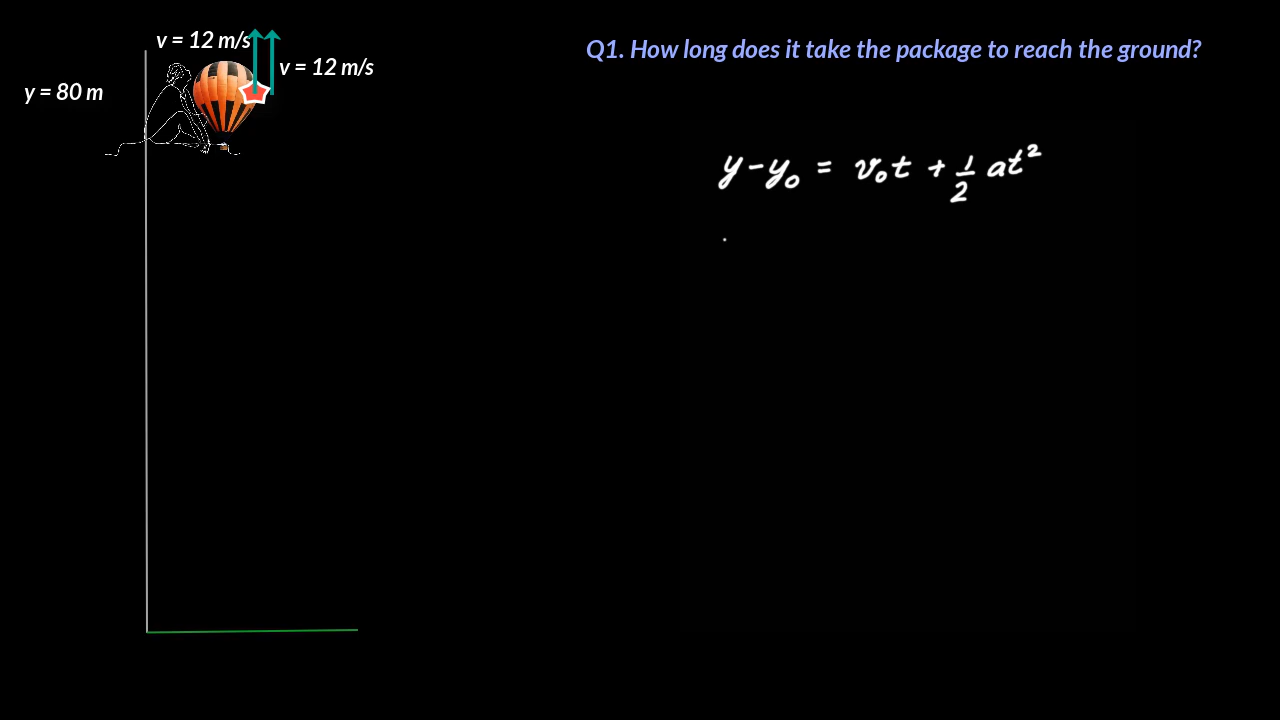 v = 12 m/s
Q1. How long does it take the package to reach the ground?
v = 12 m/s
y = 80 m
y - y₀ = v₀t + 1/2 at²